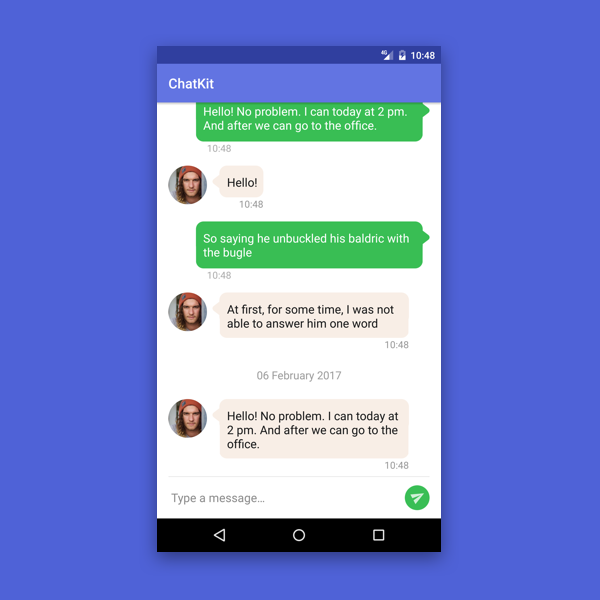 4G 10:48
ChatKit
Hello! No problem. I can today at 2 pm.
And after we can go to the office.
10:48
Hello!
10:48
So saying he unbuckled his baldric with
the bugle
10:48
At first, for some time, I was not
able to answer him one word
10:48
06 February 2017
Hello! No problem. I can today at
2 pm. And after we can go to the
office.
10:48
Type a message...